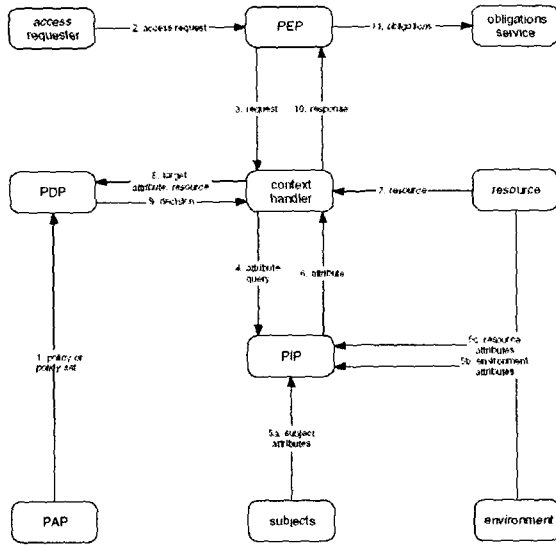 access
requester
2. access request
PEP
11. obligations
obligations
service
3. request
10. response
PDP
8. target
attribute, resource
9. decision
context
handler
7. resource
resource
4. attribute
query
6. attribute
1. policy or
policy set
PIP
5c. resource
attributes
5b. environment
attributes
5a. subject
attributes
PAP
subjects
environment